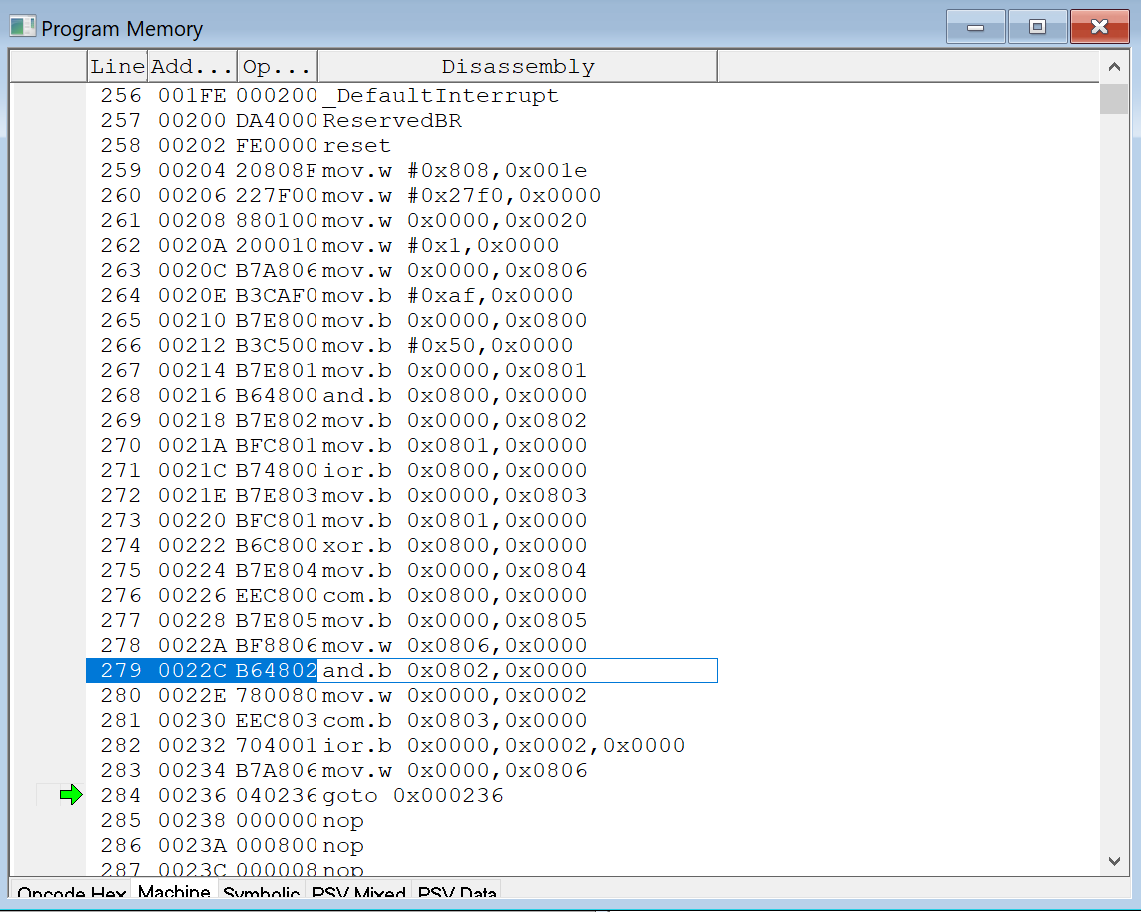 Program Memory
Line Add... Op... Disassembly
256 001FE 000200 _DefaultInterrupt
257 00200 DA4000 ReservedBR
258 00202 FE0000 reset
259 00204 20808F mov.w #0x808,0x001e
260 00206 227F00 mov.w #0x27f0,0x0000
261 00208 880100 mov.w 0x0000,0x0020
262 0020A 200010 mov.w #0x1,0x0000
263 0020C B7A806 mov.w 0x0000,0x0806
264 0020E B3CAF0 mov.b #0xaf,0x0000
265 00210 B7E800 mov.b 0x0000,0x0800
266 00212 B3C500 mov.b #0x50,0x0000
267 00214 B7E801 mov.b 0x0000,0x0801
268 00216 B64800 and.b 0x0800,0x0000
269 00218 B7E802 mov.b 0x0000,0x0802
270 0021A BFC801 mov.b 0x0801,0x0000
271 0021C B74800 ior.b 0x0800,0x0000
272 0021E B7E803 mov.b 0x0000,0x0803
273 00220 BFC801 mov.b 0x0801,0x0000
274 00222 B6C800 xor.b 0x0800,0x0000
275 00224 B7E804 mov.b 0x0000,0x0804
276 00226 EEC800 com.b 0x0800,0x0000
277 00228 B7E805 mov.b 0x0000,0x0805
278 0022A BF8806 mov.w 0x0806,0x0000
279 0022C B64802 and.b 0x0802,0x0000
280 0022E 780080 mov.w 0x0000,0x0002
281 00230 EEC803 com.b 0x0803,0x0000
282 00232 704001 ior.b 0x0000,0x0002,0x0000
283 00234 B7A806 mov.w 0x0000,0x0806
284 00236 040236 goto 0x000236
285 00238 000000 nop
286 0023A 000800 nop
287 0023C 000008 nop
Opcode Hex Machine Symbolic PSV Mixed PSV Data